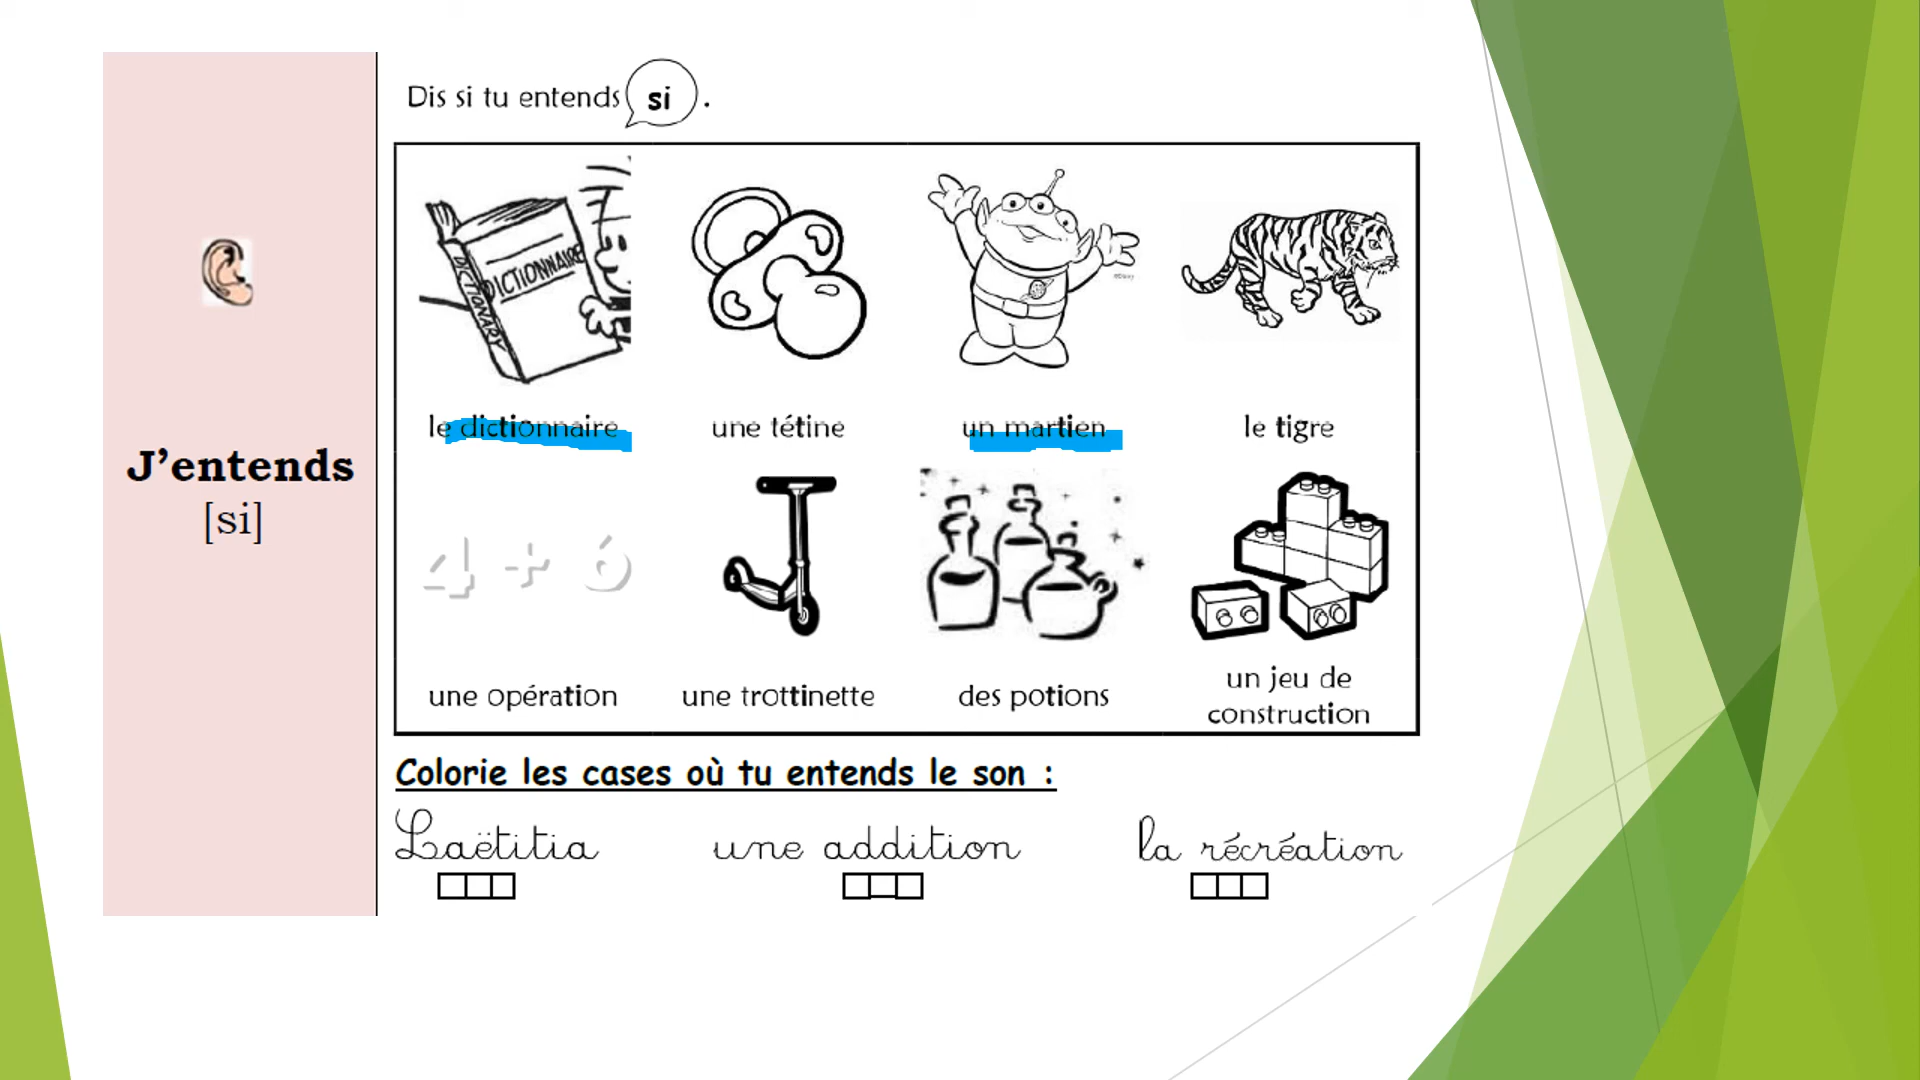 J'entends
[si]
Dis si tu entends si .
DICTIONNAIRE
DICTIONARY
le dictionnaire
une tétine
un martien
le tigre
4 + 6
une opération
une trottinette
des potions
un jeu de
construction
Colorie les cases où tu entends le son :
Laëtitia
une addition
la récréation